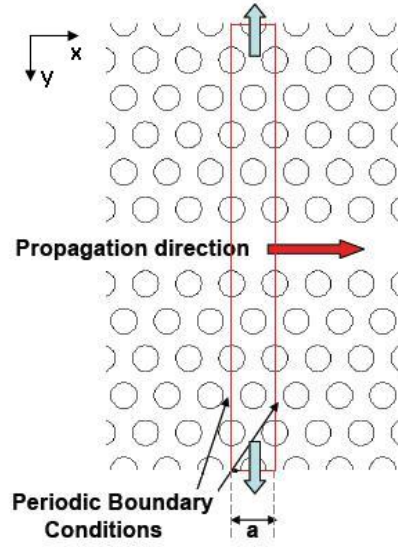 x
y
Propagation direction
Periodic Boundary
Conditions
a